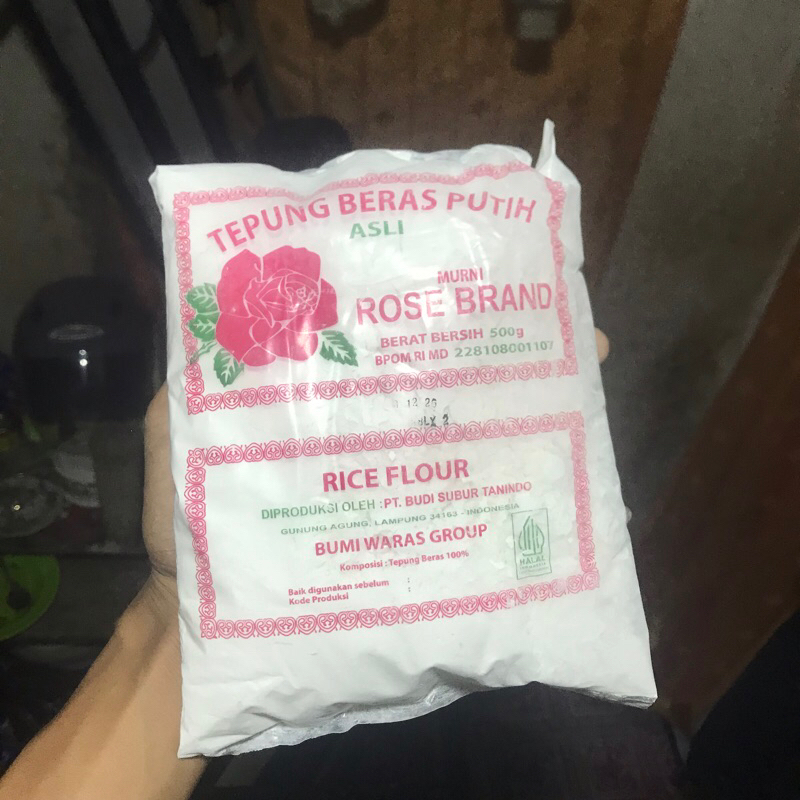 TEPUNG BERAS PUTIH
ASLI
MURNI
ROSE BRAND
BERAT BERSIH 500g
BPOM RI MD 228108001107
12 26
RICE FLOUR
DIPRODUKSI OLEH : PT. BUDI SUBUR TANINDO
GUNUNG AGUNG, LAMPUNG 34163 - INDONESIA
BUMI WARAS GROUP
Komposisi : Tepung Beras 100%
HALAL
Baik digunakan sebelum :
Kode Produksi :